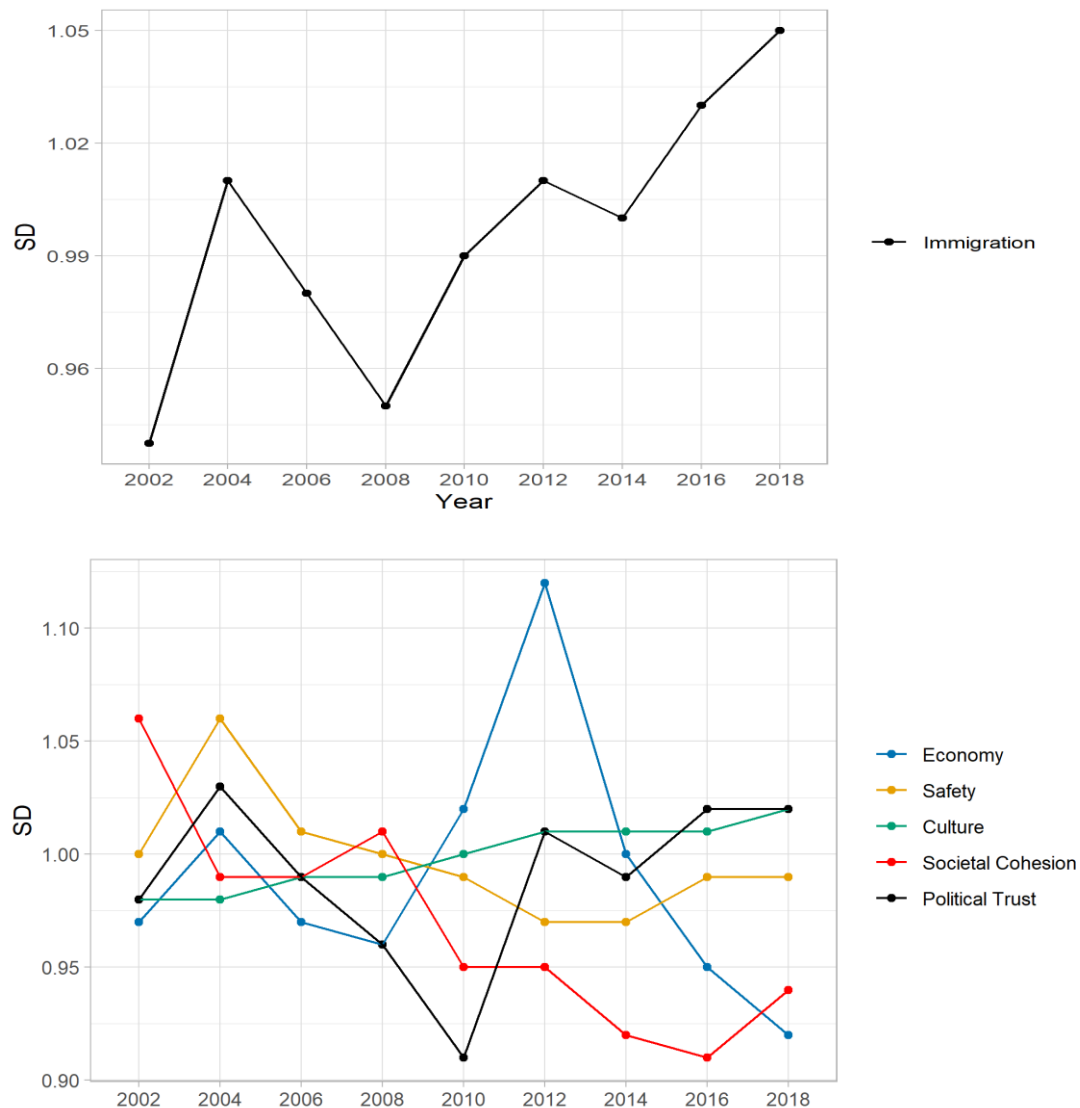 1.05
1.02
0.99
0.96
SD
2002 2004 2006 2008 2010 2012 2014 2016 2018
Year
Immigration
1.10
1.05
1.00
0.95
0.90
SD
2002 2004 2006 2008 2010 2012 2014 2016 2018
Economy
Safety
Culture
Societal Cohesion
Political Trust